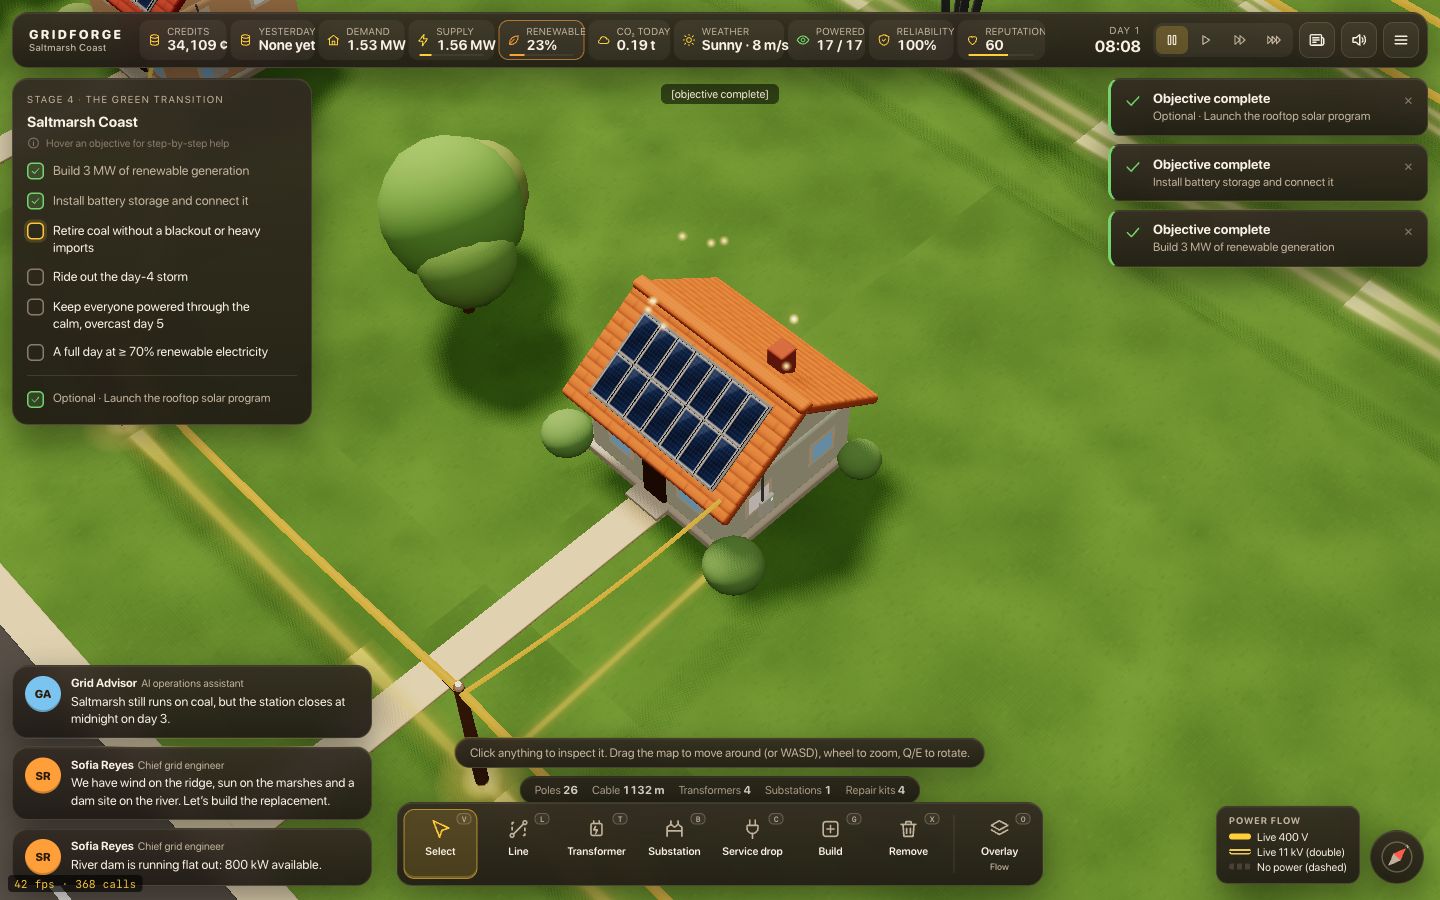 GRIDFORGE
Saltmarsh Coast
CREDITS
34,109 ¢
YESTERDAY
None yet
DEMAND
1.53 MW
SUPPLY
1.56 MW
RENEWABLE
23%
CO₂ TODAY
0.19 t
WEATHER
Sunny · 8 m/s
POWERED
17 / 17
RELIABILITY
100%
REPUTATION
60
DAY 1
08:08
STAGE 4 · THE GREEN TRANSITION
Saltmarsh Coast
Hover an objective for step-by-step help
Build 3 MW of renewable generation
Install battery storage and connect it
Retire coal without a blackout or heavy
imports
Ride out the day-4 storm
Keep everyone powered through the
calm, overcast day 5
A full day at ≥ 70% renewable electricity
Optional · Launch the rooftop solar program
[objective complete]
Objective complete
Optional · Launch the rooftop solar program
Objective complete
Install battery storage and connect it
Objective complete
Build 3 MW of renewable generation
GA
Grid Advisor AI operations assistant
Saltmarsh still runs on coal, but the station closes at
midnight on day 3.
SR
Sofia Reyes Chief grid engineer
We have wind on the ridge, sun on the marshes and a
dam site on the river. Let's build the replacement.
SR
Sofia Reyes Chief grid engineer
River dam is running flat out: 800 kW available.
42 fps · 368 calls
Click anything to inspect it. Drag the map to move around (or WASD), wheel to zoom, Q/E to rotate.
Poles 26 Cable 1132 m Transformers 4 Substations 1 Repair kits 4
V
Select
L
Line
T
Transformer
B
Substation
C
Service drop
G
Build
X
Remove
O
Overlay
Flow
POWER FLOW
Live 400 V
Live 11 kV (double)
No power (dashed)